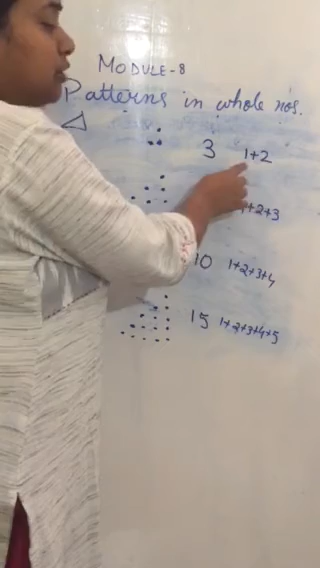 MODULE-8
Patterns in whole nos.
3 1+2
1+2+3
10 1+2+3+4
15 1+2+3+4+5